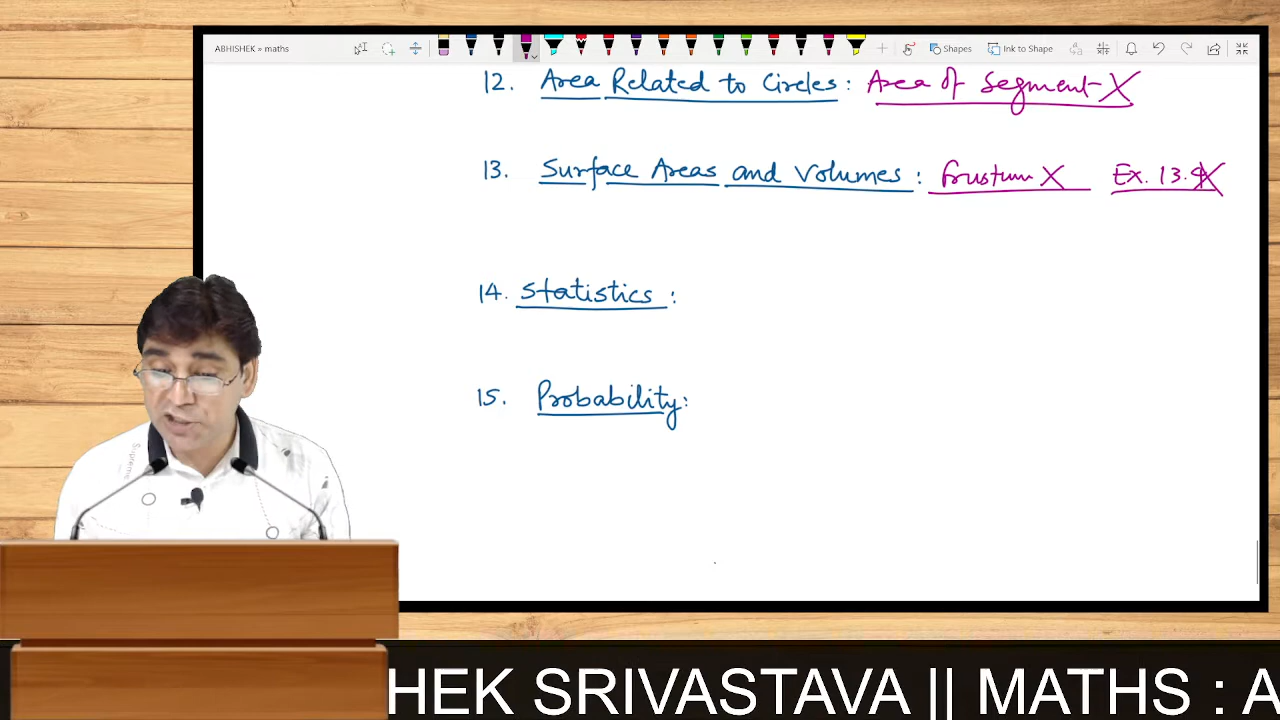 ABHISHEK » maths
Shapes
Ink to Shape
12. Area Related to Circles : Area of Segment X
13. Surface Areas and Volumes : frustum X Ex. 13.4 X
14. Statistics :
15. Probability:
HEK SRIVASTAVA || MATHS : A